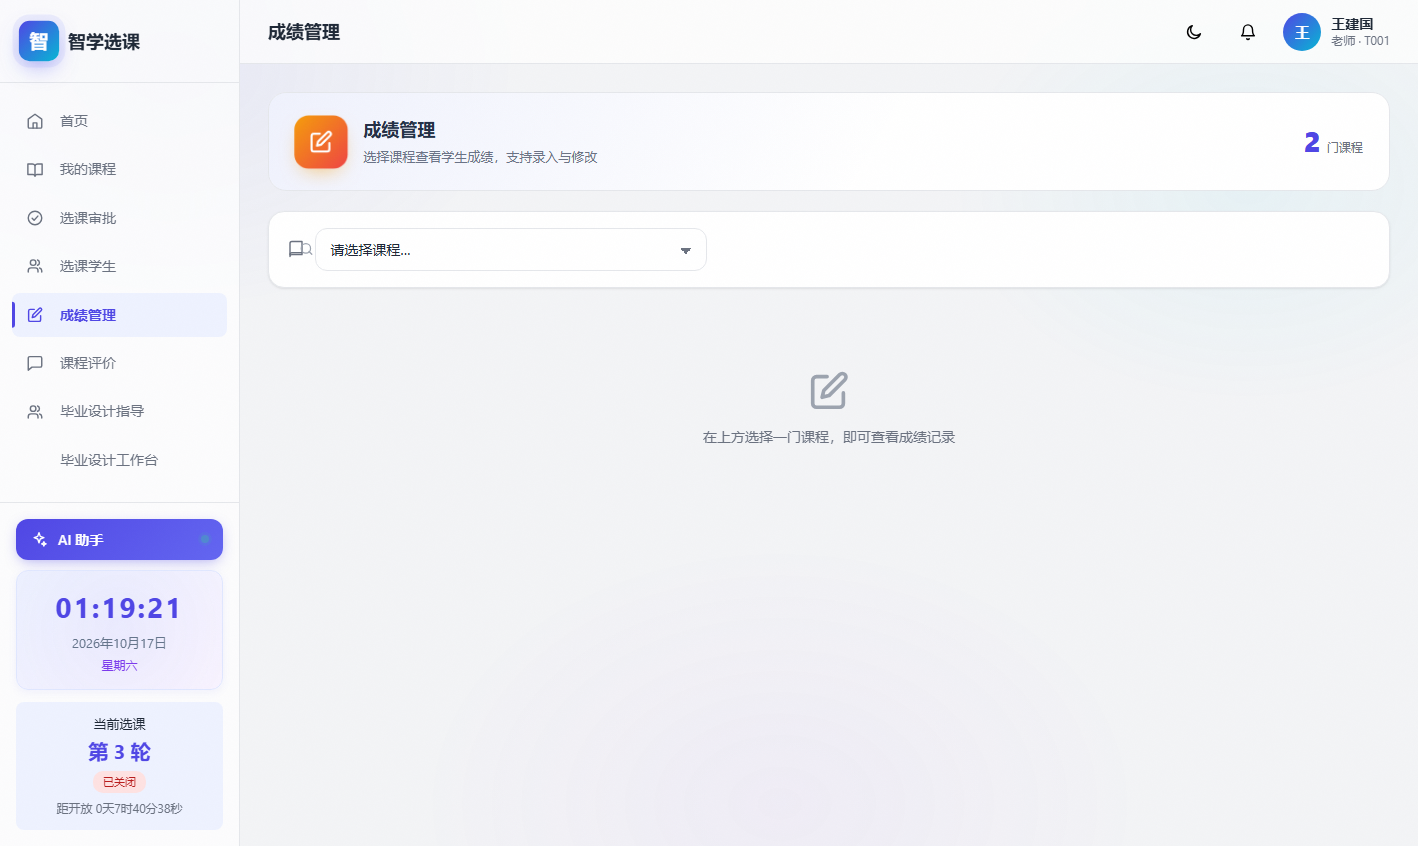 智 智学选课
首页
我的课程
选课审批
选课学生
成绩管理
课程评价
毕业设计指导
毕业设计工作台
AI 助手
01:19:21
2026年10月17日
星期六
当前选课
第 3 轮
已关闭
距开放 0天7时40分38秒
成绩管理
王
王建国
老师 · T001
成绩管理
选择课程查看学生成绩，支持录入与修改
2 门课程
请选择课程...
在上方选择一门课程，即可查看成绩记录